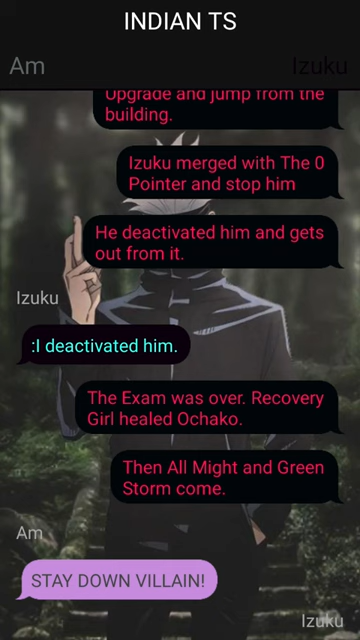 INDIAN TS
Am
Izuku
Upgrade and jump from the
building.
Izuku merged with The 0
Pointer and stop him
He deactivated him and gets
out from it.
Izuku
:I deactivated him.
The Exam was over. Recovery
Girl healed Ochako.
Then All Might and Green
Storm come.
Am
STAY DOWN VILLAIN!
Izuku